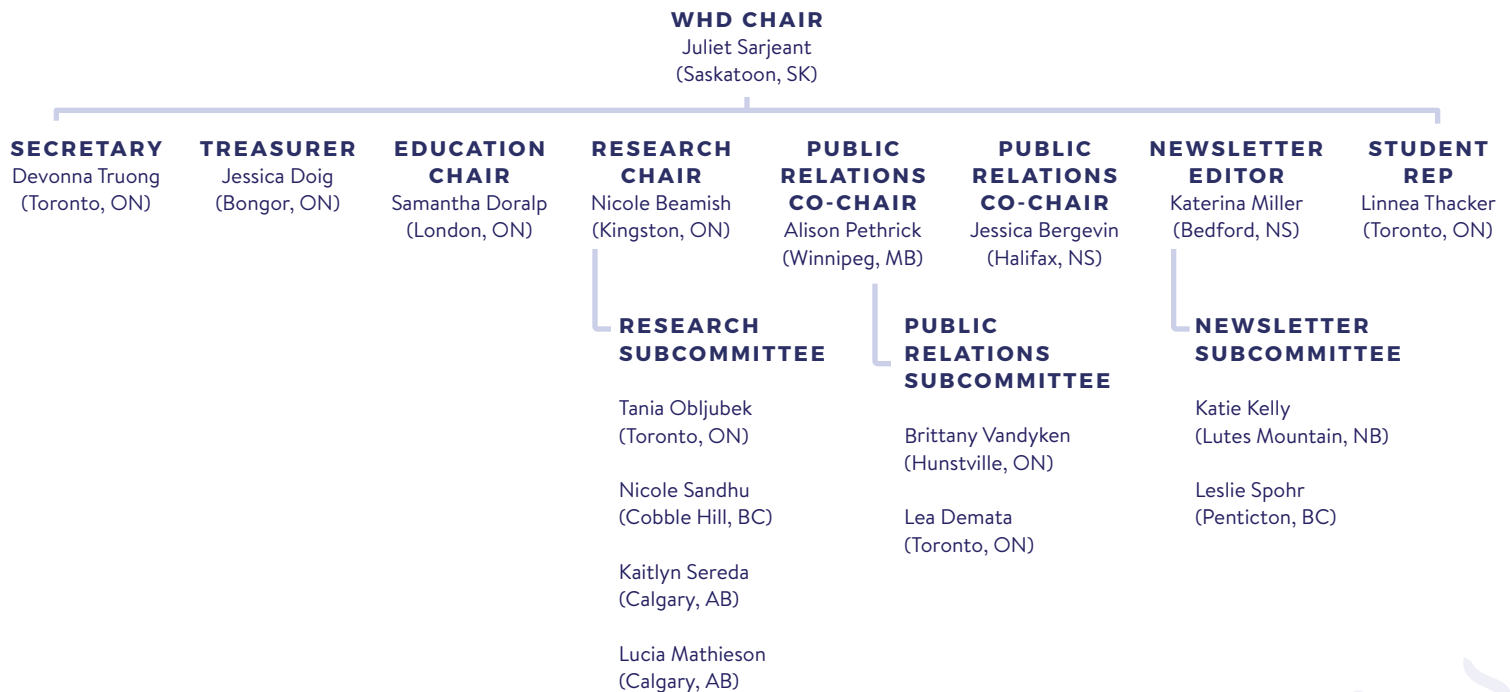 WHD CHAIR
Juliet Sarjeant
(Saskatoon, SK)
SECRETARY
Devonna Truong
(Toronto, ON)
TREASURER
Jessica Doig
(Bongor, ON)
EDUCATION
CHAIR
Samantha Doralp
(London, ON)
RESEARCH
CHAIR
Nicole Beamish
(Kingston, ON)
PUBLIC
RELATIONS
CO-CHAIR
Alison Pethrick
(Winnipeg, MB)
PUBLIC
RELATIONS
CO-CHAIR
Jessica Bergevin
(Halifax, NS)
NEWSLETTER
EDITOR
Katerina Miller
(Bedford, NS)
STUDENT
REP
Linnea Thacker
(Toronto, ON)
RESEARCH
SUBCOMMITTEE
Tania Obljubek
(Toronto, ON)
Nicole Sandhu
(Cobble Hill, BC)
Kaitlyn Sereda
(Calgary, AB)
Lucia Mathieson
(Calgary, AB)
PUBLIC
RELATIONS
SUBCOMMITTEE
Brittany Vandyken
(Hunstville, ON)
Lea Demata
(Toronto, ON)
NEWSLETTER
SUBCOMMITTEE
Katie Kelly
(Lutes Mountain, NB)
Leslie Spohr
(Penticton, BC)